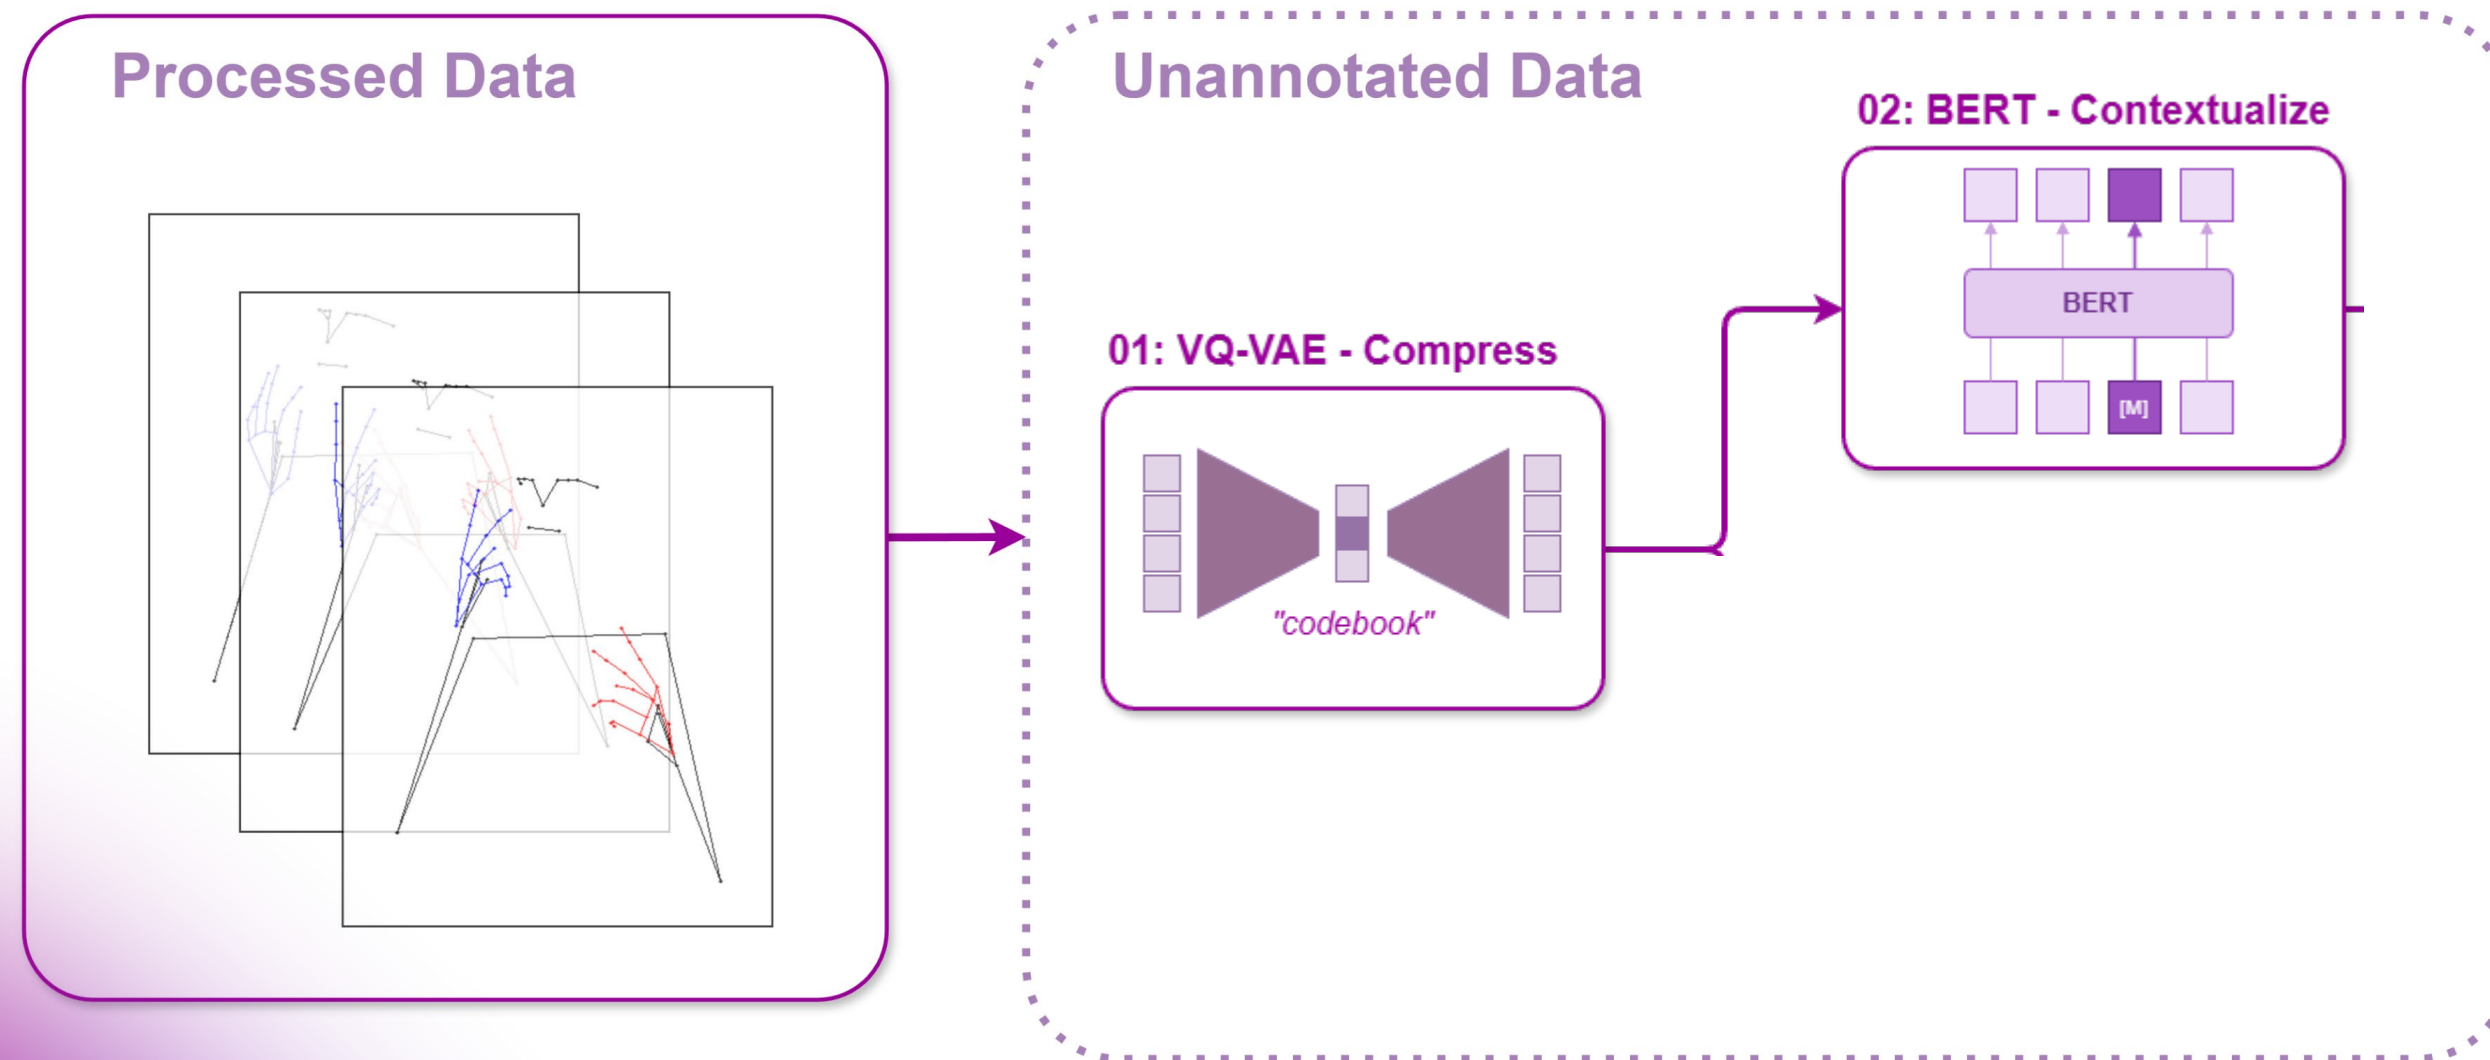 Processed Data
Unannotated Data
02: BERT - Contextualize
BERT
[M]
01: VQ-VAE - Compress
"codebook"